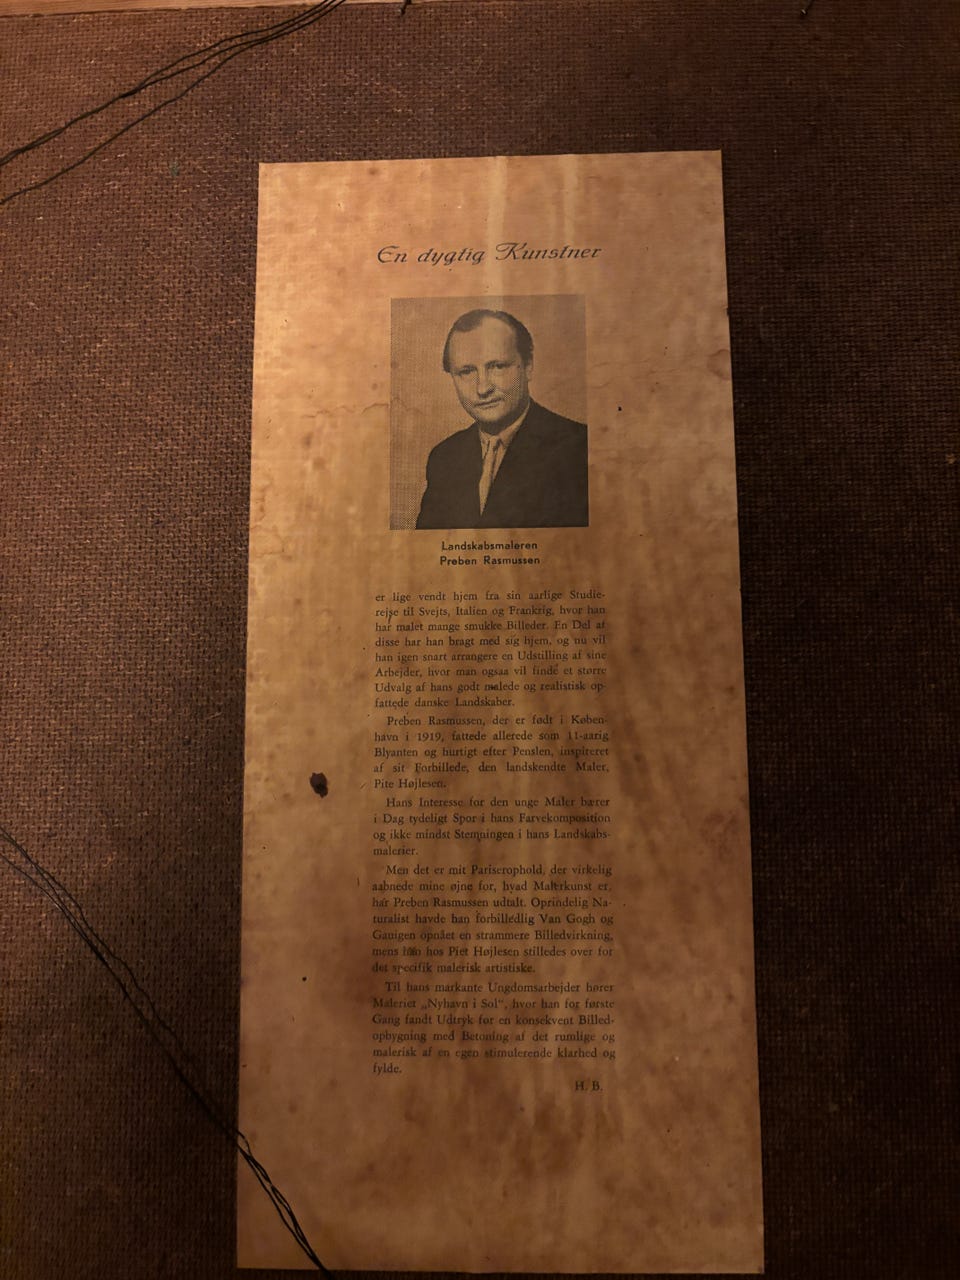 En dygtig Kunstner
Landskabsmaleren
Preben Rasmussen
er lige vendt hjem fra sin aarlige Studie-
rejse til Svejts, Italien og Frankrig, hvor han
har malet mange smukke Billeder. En Del af
disse har han bragt med sig hjem, og nu vil
han igen snart arrangere en Udstilling af sine
Arbejder, hvor man ogsaa vil finde et større
Udvalg af hans godt malede og realistisk op-
fattede danske Landskaber.
Preben Rasmussen, der er født i Køben-
havn i 1919, fattede allerede som 11-aarig
Blyanten og hurtigt efter Penslen, inspireret
af sit Forbillede, den landskendte Maler,
Pite Højlesen.
Hans Interesse for den unge Maler bærer
i Dag tydeligt Spor i hans Farvekomposition
og ikke mindst Stemningen i hans Landskabs-
malerier.
Men det er mit Pariserophold, der virkelig
aabnede mine øjne for, hvad Malerkunst er,
har Preben Rasmussen udtalt. Oprindelig Na-
turalist havde han forbilledlig Van Gogh og
Gauigen opnået en strammere Billedvirkning,
mens han hos Piet Højlesen stilledes over for
det specifik malerisk artistiske.
Til hans markante Ungdomsarbejder hører
Maleriet „Nyhavn i Sol“, hvor han for første
Gang fandt Udtryk for en konsekvent Billed-
opbygning med Betoning af det rumlige og
malerisk af en egen stimulerende klarhed og
fylde.
H. B.